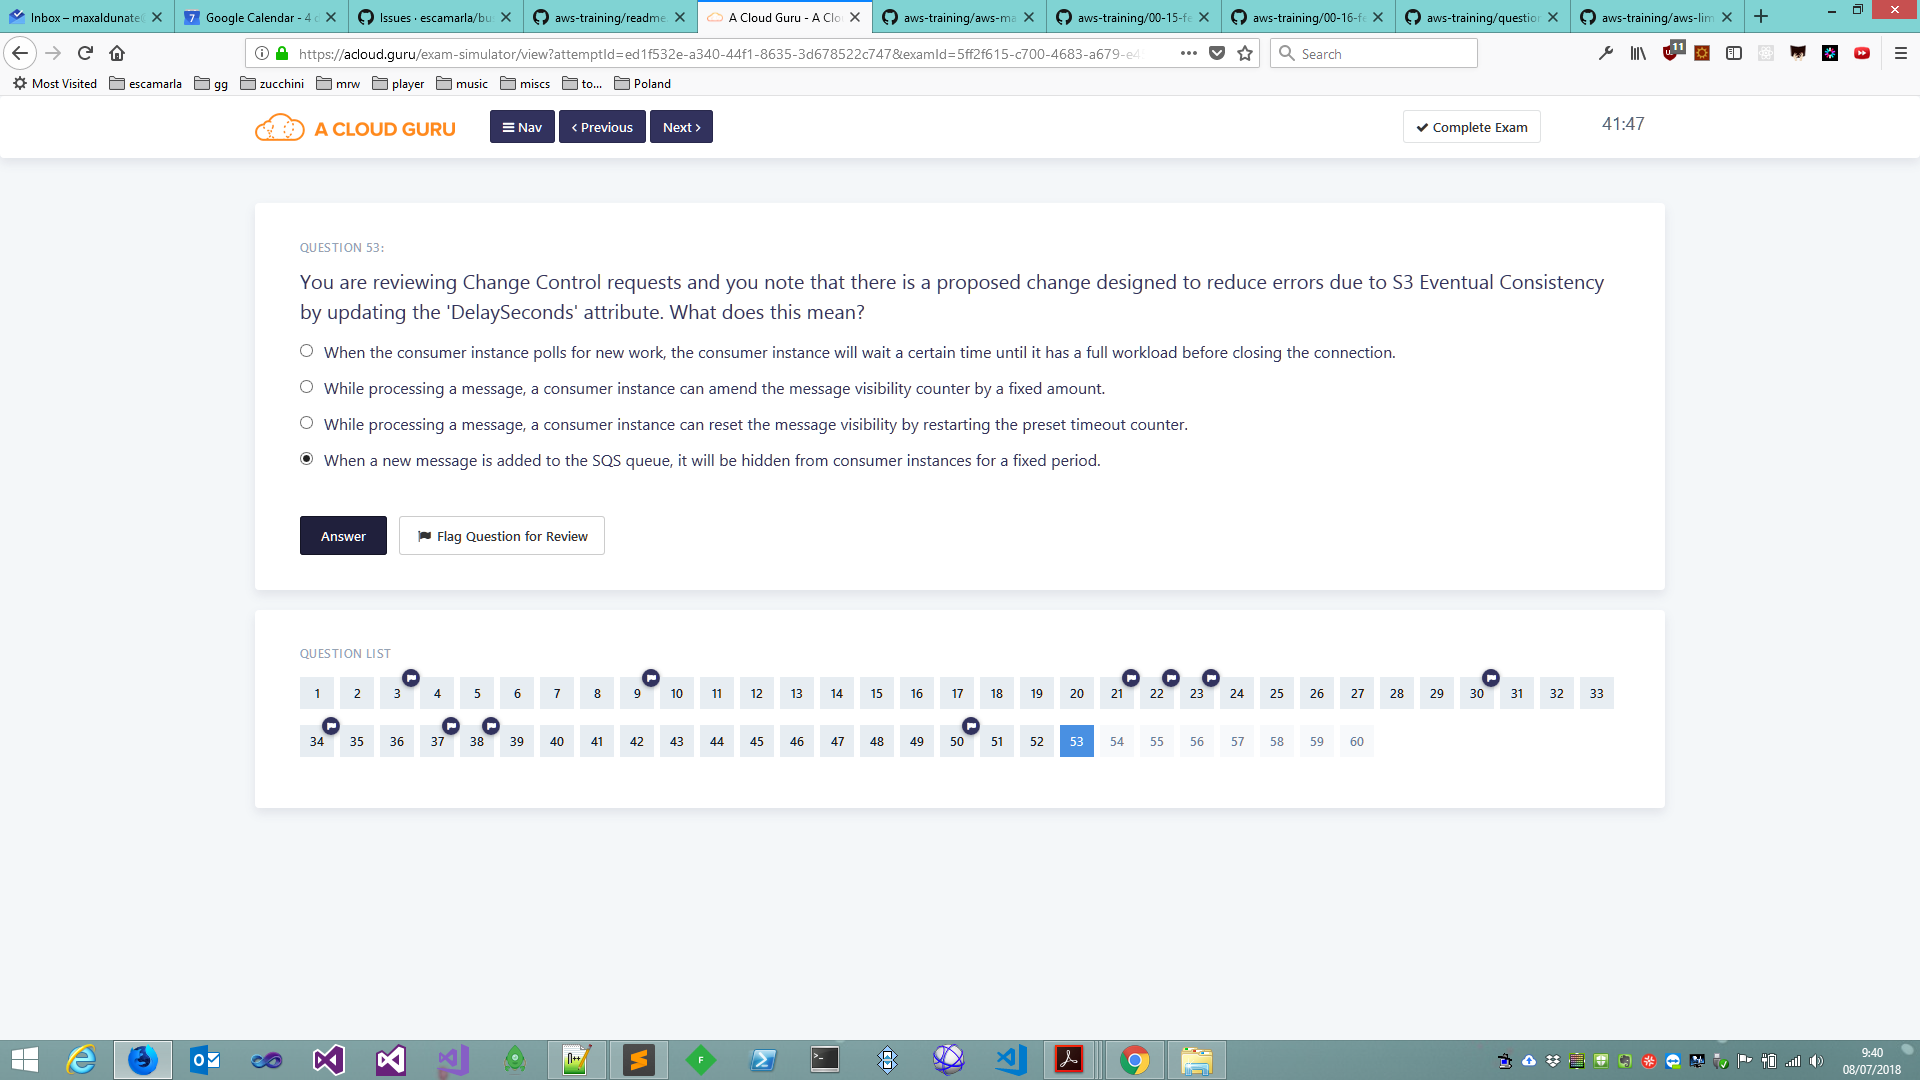 Inbox – maxaldunate
Google Calendar - 4
Issues · escamarla/bu
aws-training/readme.
A Cloud Guru - A Clo
aws-training/aws-ma
aws-training/00-15-fe
aws-training/00-16-fe
aws-training/question
aws-training/aws-lim
https://acloud.guru/exam-simulator/view?attemptId=ed1f532e-a340-44f1-8635-3d678522c747&examId=5ff2f615-c700-4683-a679-e4
Search
11
Most Visited escamarla gg zucchini mrw player music miscs to... Poland
A CLOUD GURU
Nav
Previous
Next
Complete Exam
41:47
QUESTION 53:
You are reviewing Change Control requests and you note that there is a proposed change designed to reduce errors due to S3 Eventual Consistency
by updating the 'DelaySeconds' attribute. What does this mean?
When the consumer instance polls for new work, the consumer instance will wait a certain time until it has a full workload before closing the connection.
While processing a message, a consumer instance can amend the message visibility counter by a fixed amount.
While processing a message, a consumer instance can reset the message visibility by restarting the preset timeout counter.
When a new message is added to the SQS queue, it will be hidden from consumer instances for a fixed period.
Answer
Flag Question for Review
QUESTION LIST
1 2 3 4 5 6 7 8 9 10 11 12 13 14 15 16 17 18 19 20 21 22 23 24 25 26 27 28 29 30 31 32 33
34 35 36 37 38 39 40 41 42 43 44 45 46 47 48 49 50 51 52 53 54 55 56 57 58 59 60
9:40
08/07/2018